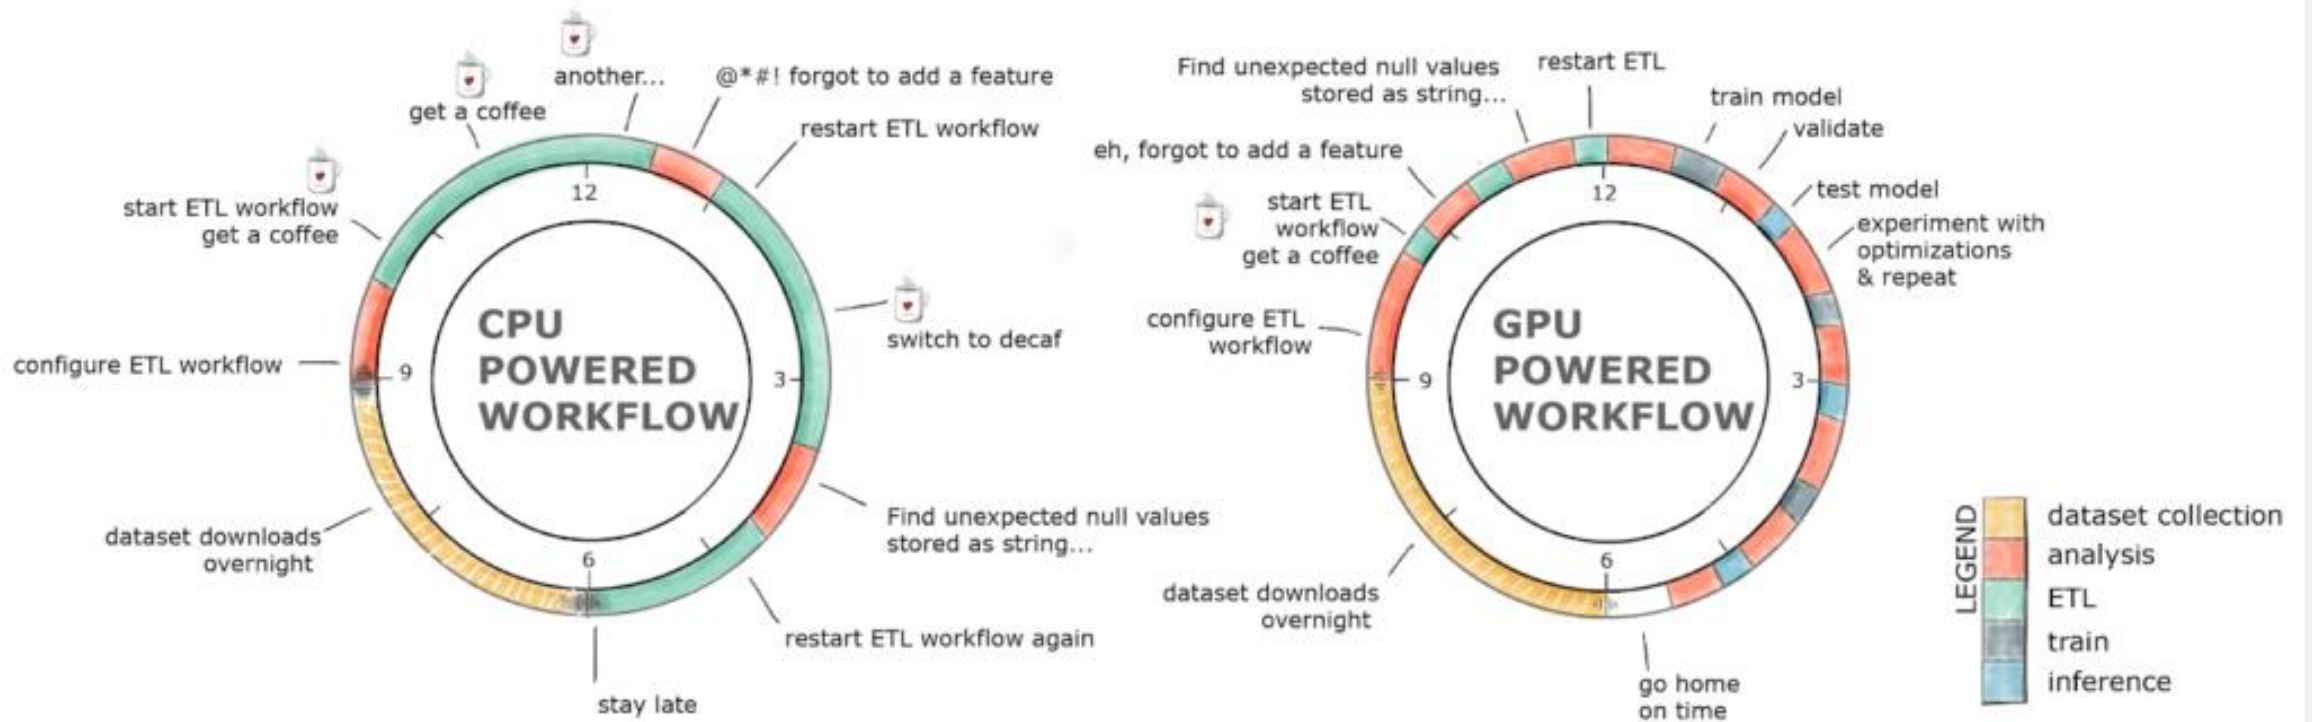 another...
@*#! forgot to add a feature
get a coffee
restart ETL workflow
start ETL workflow
get a coffee
12
switch to decaf
CPU
POWERED
WORKFLOW
3
9
configure ETL workflow
Find unexpected null values
stored as string...
dataset downloads
overnight
6
restart ETL workflow again
stay late
Find unexpected null values
stored as string...
restart ETL
train model
validate
eh, forgot to add a feature
test model
start ETL
workflow
get a coffee
12
experiment with
optimizations
& repeat
configure ETL
workflow
GPU
POWERED
WORKFLOW
9
3
dataset downloads
overnight
6
go home
on time
LEGEND
dataset collection
analysis
ETL
train
inference